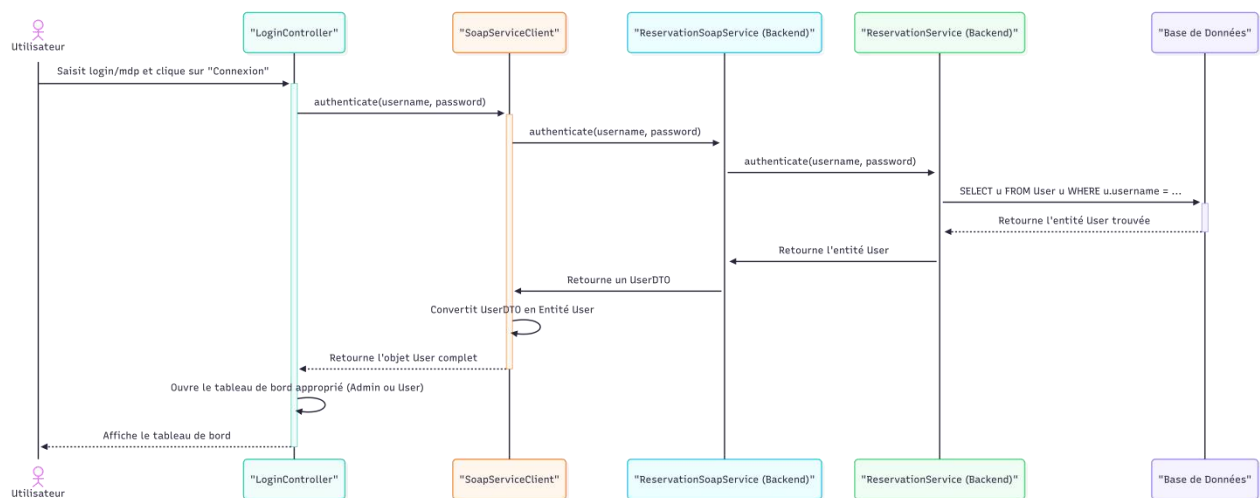 Utilisateur
"LoginController"
"SoapServiceClient"
"ReservationSoapService (Backend)"
"ReservationService (Backend)"
"Base de Données"
Saisit login/mdp et clique sur "Connexion"
authenticate(username, password)
authenticate(username, password)
authenticate(username, password)
SELECT u FROM User u WHERE u.username = ...
Retourne l'entité User trouvée
Retourne l'entité User
Retourne un UserDTO
Convertit UserDTO en Entité User
Retourne l'objet User complet
Ouvre le tableau de bord approprié (Admin ou User)
Affiche le tableau de bord
Utilisateur
"LoginController"
"SoapServiceClient"
"ReservationSoapService (Backend)"
"ReservationService (Backend)"
"Base de Données"